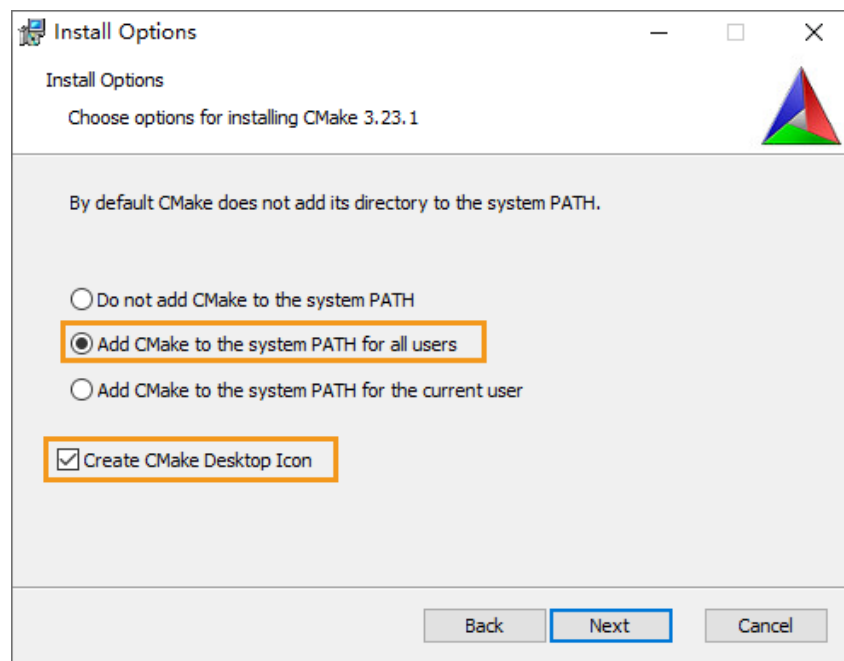 Install Options
Install Options
Choose options for installing CMake 3.23.1
By default CMake does not add its directory to the system PATH.
Do not add CMake to the system PATH
Add CMake to the system PATH for all users
Add CMake to the system PATH for the current user
Create CMake Desktop Icon
Back Next Cancel